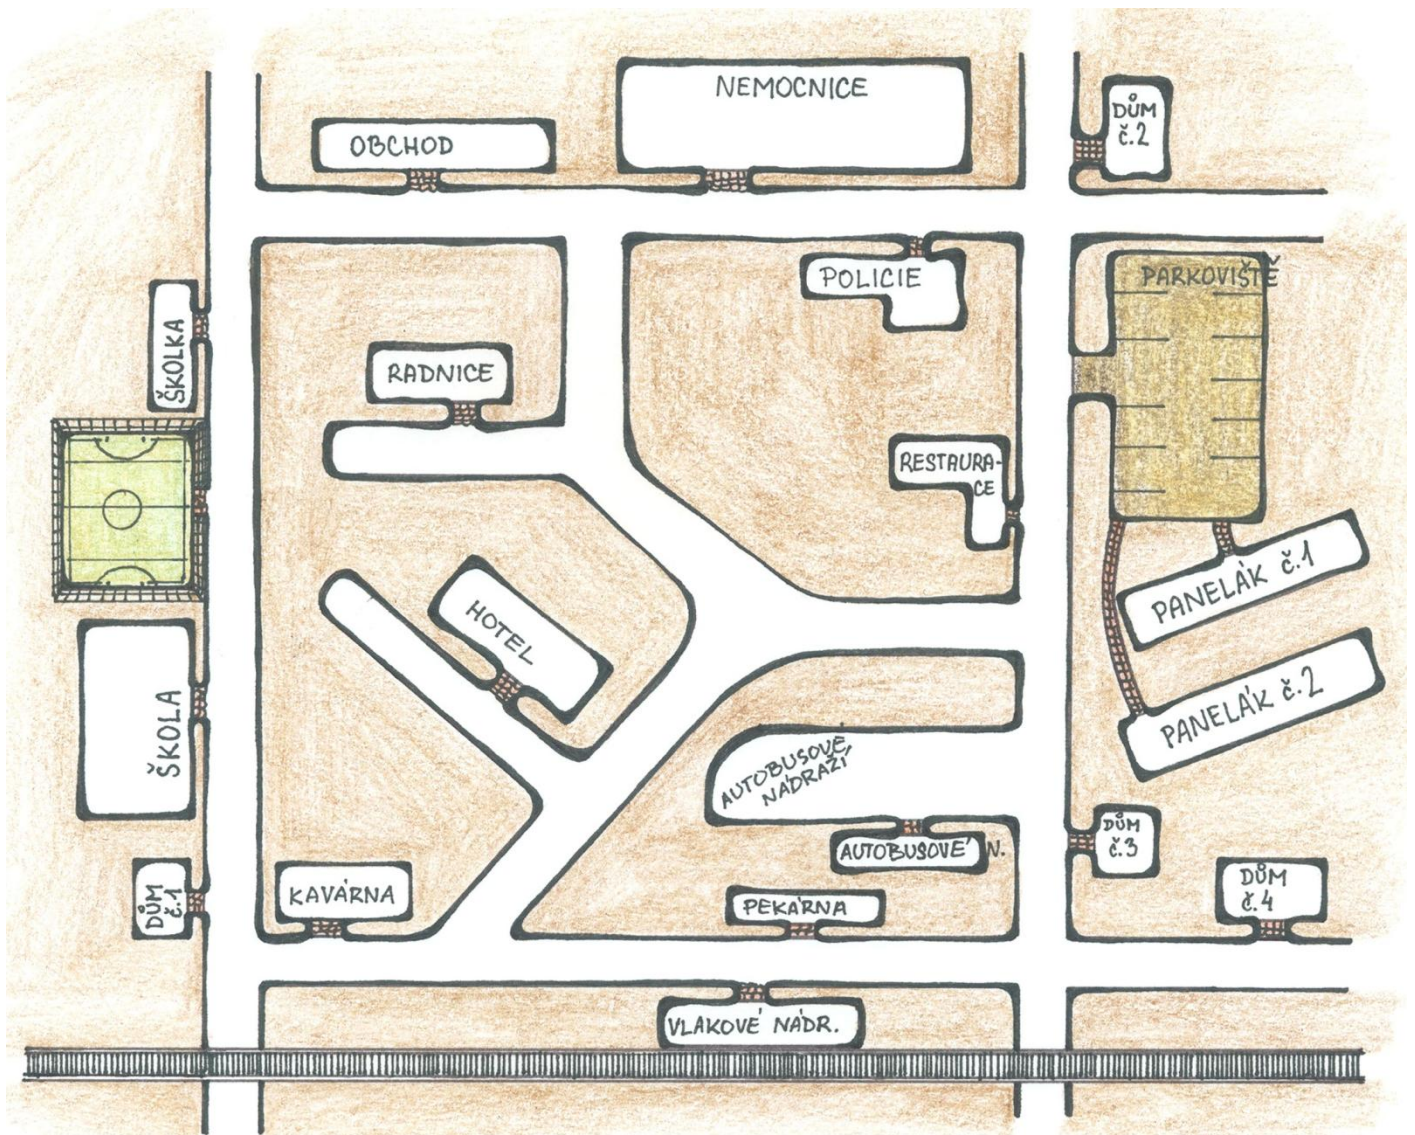 NEMOCNICE
OBCHOD
DŮM
č.2
POLICIE
PARKOVIŠTĚ
ŠKOLKA
RADNICE
RESTAURA-
CE
HOTEL
PANELÁK č.1
PANELÁK č.2
ŠKOLA
AUTOBUSOVÉ
NÁDRAŽÍ
AUTOBUSOVÉ N.
DŮM
č.3
DŮM
č.1
KAVÁRNA
PEKÁRNA
DŮM
č.4
VLAKOVÉ NÁDR.